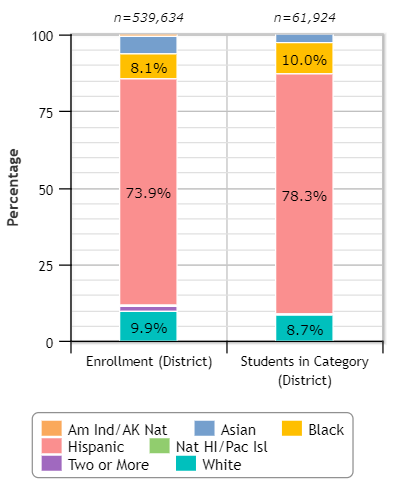 n=539,634 n=61,924
100
8.1% 10.0%
75
73.9% 78.3%
50
25
9.9% 8.7%
0
Percentage
Enrollment (District) Students in Category
(District)
Am Ind/AK Nat Asian Black
Hispanic Nat HI/Pac Isl
Two or More White